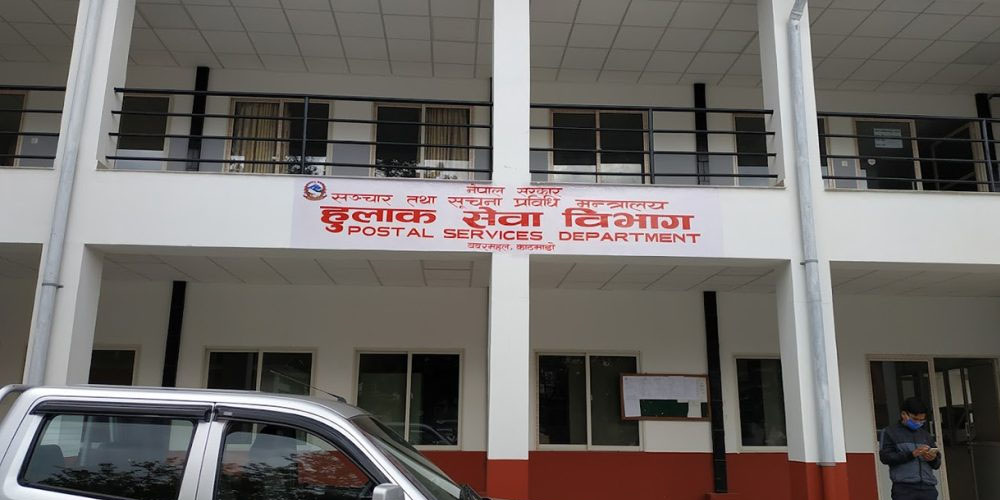 नेपाल सरकार
सञ्चार तथा सूचना प्रविधि मन्त्रालय
हुलाक सेवा विभाग
POSTAL SERVICES DEPARTMENT
बबरमहल, काठमाडौं